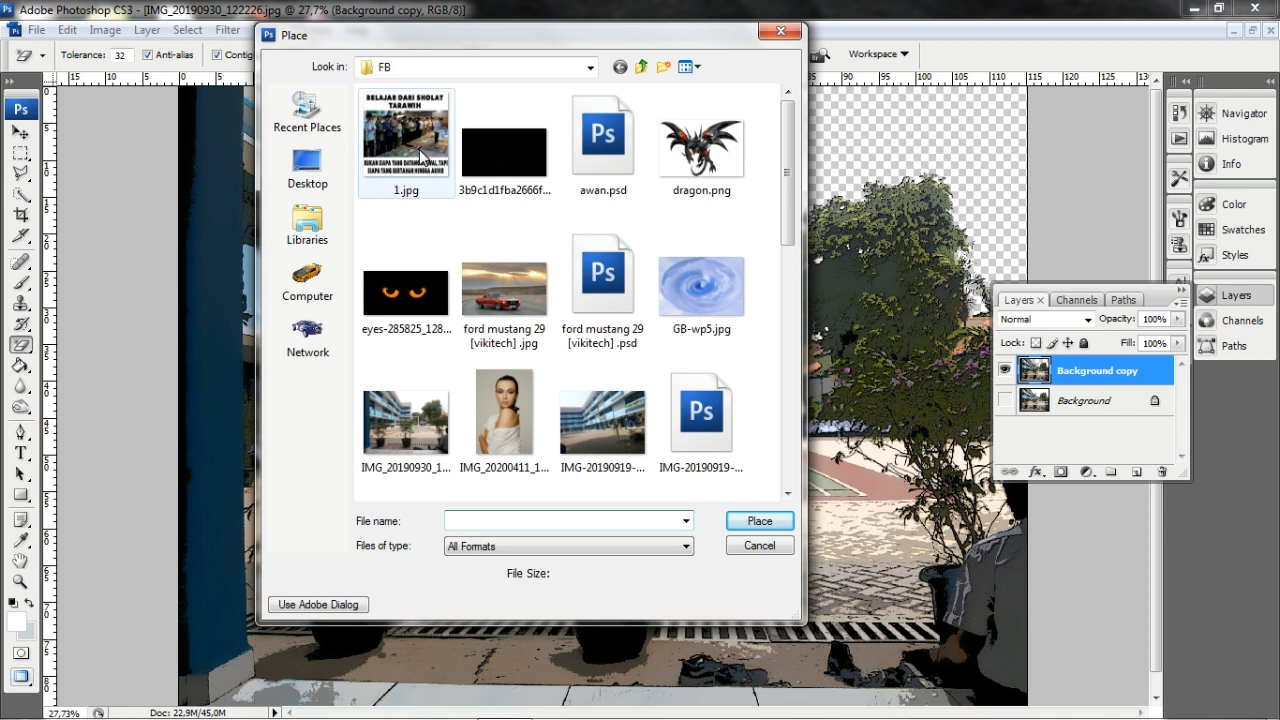 Adobe Photoshop CS3 - [IMG_20190930_122226.jpg @ 27,7% (Background copy, RGB/8)]
File Edit Image Layer Select Filter
Tolerance: 32 Anti-alias
Workspace
Place
Look in: FB
Recent Places
Desktop
Libraries
Computer
Network
BELAJAR DARI SHOLAT
TARAWIH
1.jpg
3b9c1d1fba2666f...
awan.psd
dragon.png
eyes-285825_128...
ford mustang 29
[vikitech] .jpg
ford mustang 29
[vikitech] .psd
GB-wp5.jpg
IMG_20190930_1...
IMG_20200411_1...
IMG-20190919-...
IMG-20190919-...
File name:
Place
Files of type: All Formats
Cancel
File Size:
Use Adobe Dialog
Navigator
Histogram
Info
Color
Swatches
Styles
Layers
Channels
Paths
Layers x Channels Paths
Normal Opacity: 100%
Lock: Fill: 100%
Background copy
Background
27,73% Doc: 22,9M/45,0M